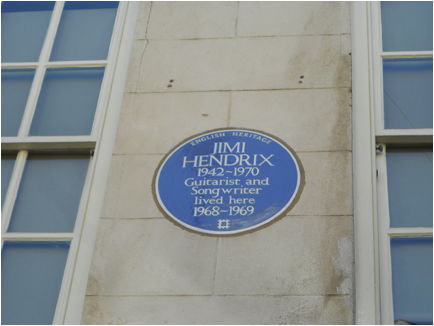 ENGLISH HERITAGE
JIMI
HENDRIX
1942~1970
Guitarist and
Songwriter
lived here
1968~1969